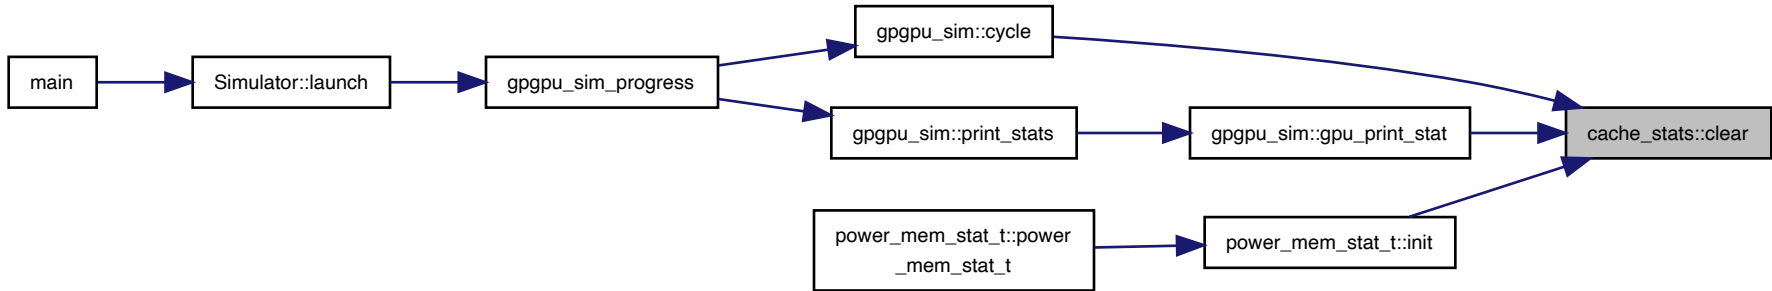 main
Simulator::launch
gpgpu_sim_progress
gpgpu_sim::cycle
gpgpu_sim::print_stats
gpgpu_sim::gpu_print_stat
cache_stats::clear
power_mem_stat_t::power
_mem_stat_t
power_mem_stat_t::init